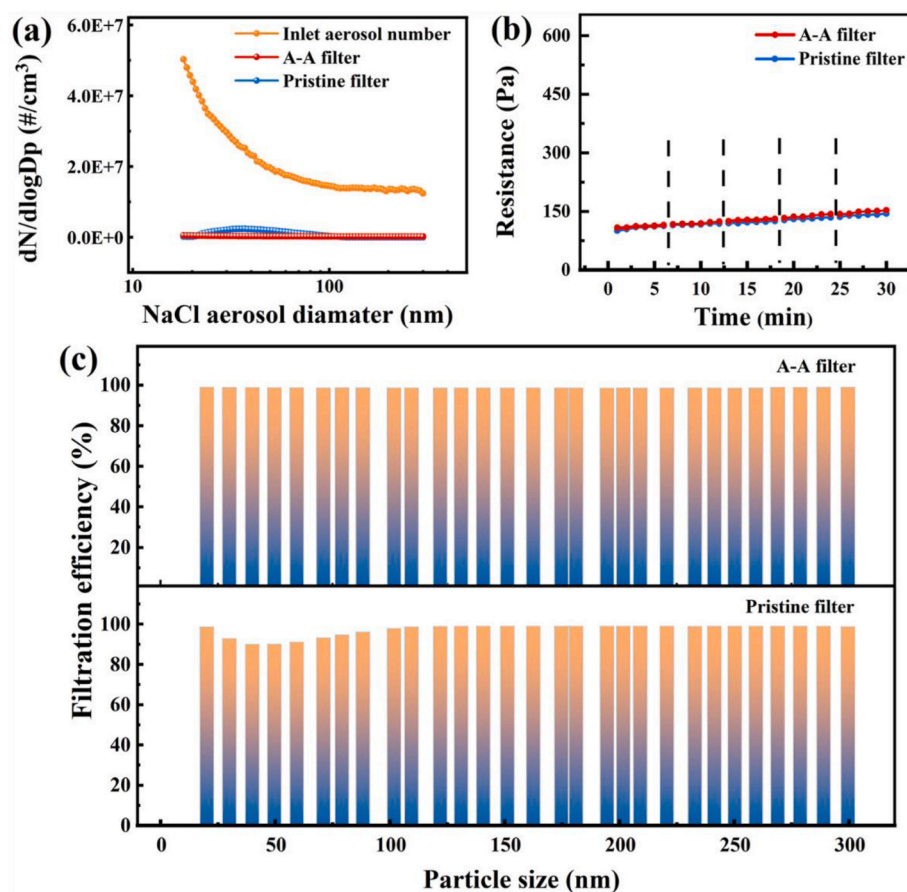 (a)
Inlet aerosol number
A-A filter
Pristine filter
dN/dlogDp (#/cm³)
6.0E+7
4.0E+7
2.0E+7
0.0E+0
10
100
NaCl aerosol diamater (nm)
(b)
A-A filter
Pristine filter
Resistance (Pa)
600
450
300
150
0
0
5
10
15
20
25
30
Time (min)
(c)
Filtration efficiency (%)
A-A filter
100
80
60
40
20
Pristine filter
100
80
60
40
20
0
0
50
100
150
200
250
300
Particle size (nm)